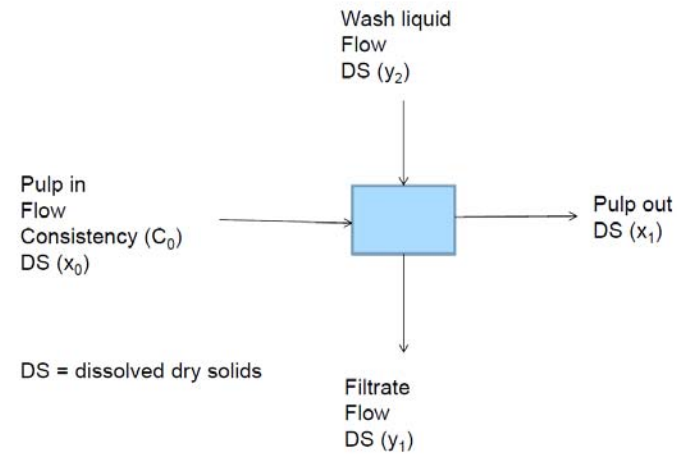 Wash liquid
Flow
DS (y₂)
Pulp in
Flow
Consistency (C₀)
DS (x₀)
Pulp out
DS (x₁)
DS = dissolved dry solids
Filtrate
Flow
DS (y₁)